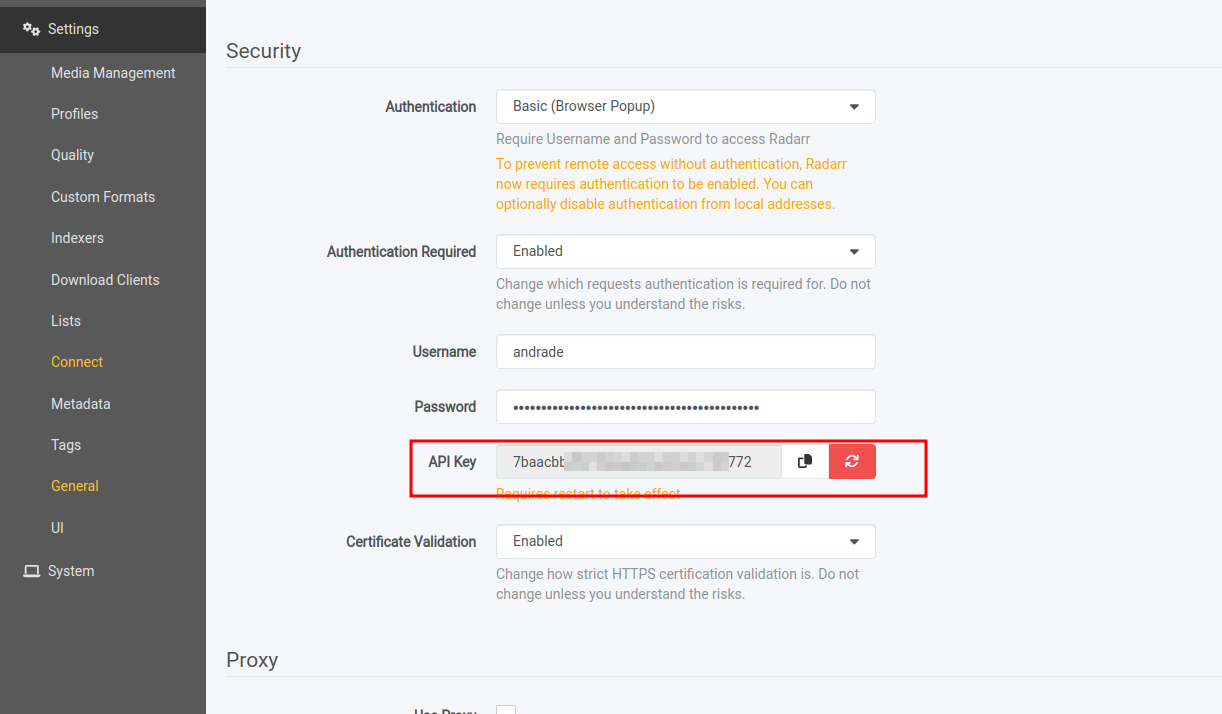 Settings
Media Management
Profiles
Quality
Custom Formats
Indexers
Download Clients
Lists
Connect
Metadata
Tags
General
UI
System
Security
Authentication
Basic (Browser Popup)
Require Username and Password to access Radarr
To prevent remote access without authentication, Radarr
now requires authentication to be enabled. You can
optionally disable authentication from local addresses.
Authentication Required
Enabled
Change which requests authentication is required for. Do not
change unless you understand the risks.
Username
andrade
Password
API Key
7baacbb 772
Requires restart to take effect
Certificate Validation
Enabled
Change how strict HTTPS certification validation is. Do not
change unless you understand the risks.
Proxy
Use Proxy